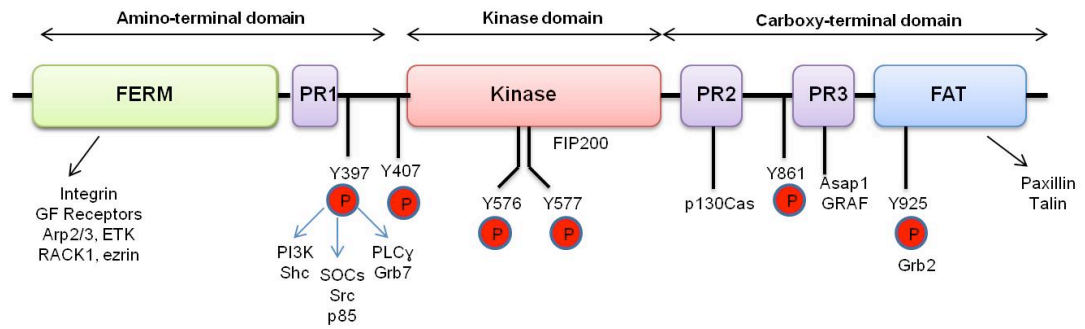 Amino-terminal domain
Kinase domain
Carboxy-terminal domain
FERM
PR1
Kinase
PR2
PR3
FAT
FIP200
Integrin
GF Receptors
Arp2/3, ETK
RACK1, ezrin
Y397
P
Y407
P
PI3K
Shc
SOCs
Src
p85
PLCɣ
Grb7
Y576
P
Y577
P
p130Cas
Y861
P
Asap1
GRAF
Y925
P
Grb2
Paxillin
Talin